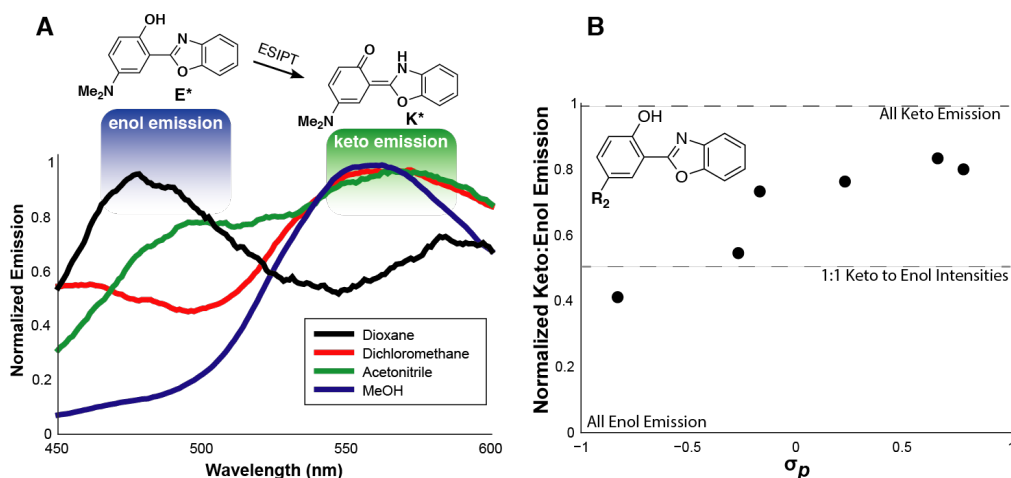 A
OH
N
O
Me₂N
E*
ESIPT
O
H
N
O
Me₂N
K*
enol emission
keto emission
Normalized Emission
1
0.8
0.6
0.4
0.2
0
450
500
550
600
Wavelength (nm)
Dioxane
Dichloromethane
Acetonitrile
MeOH
B
Normalized Keto:Enol Emission
1
0.8
0.6
0.4
0.2
0
All Keto Emission
OH
N
O
R₂
1:1 Keto to Enol Intensities
All Enol Emission
−1
−0.5
0
0.5
1
σp